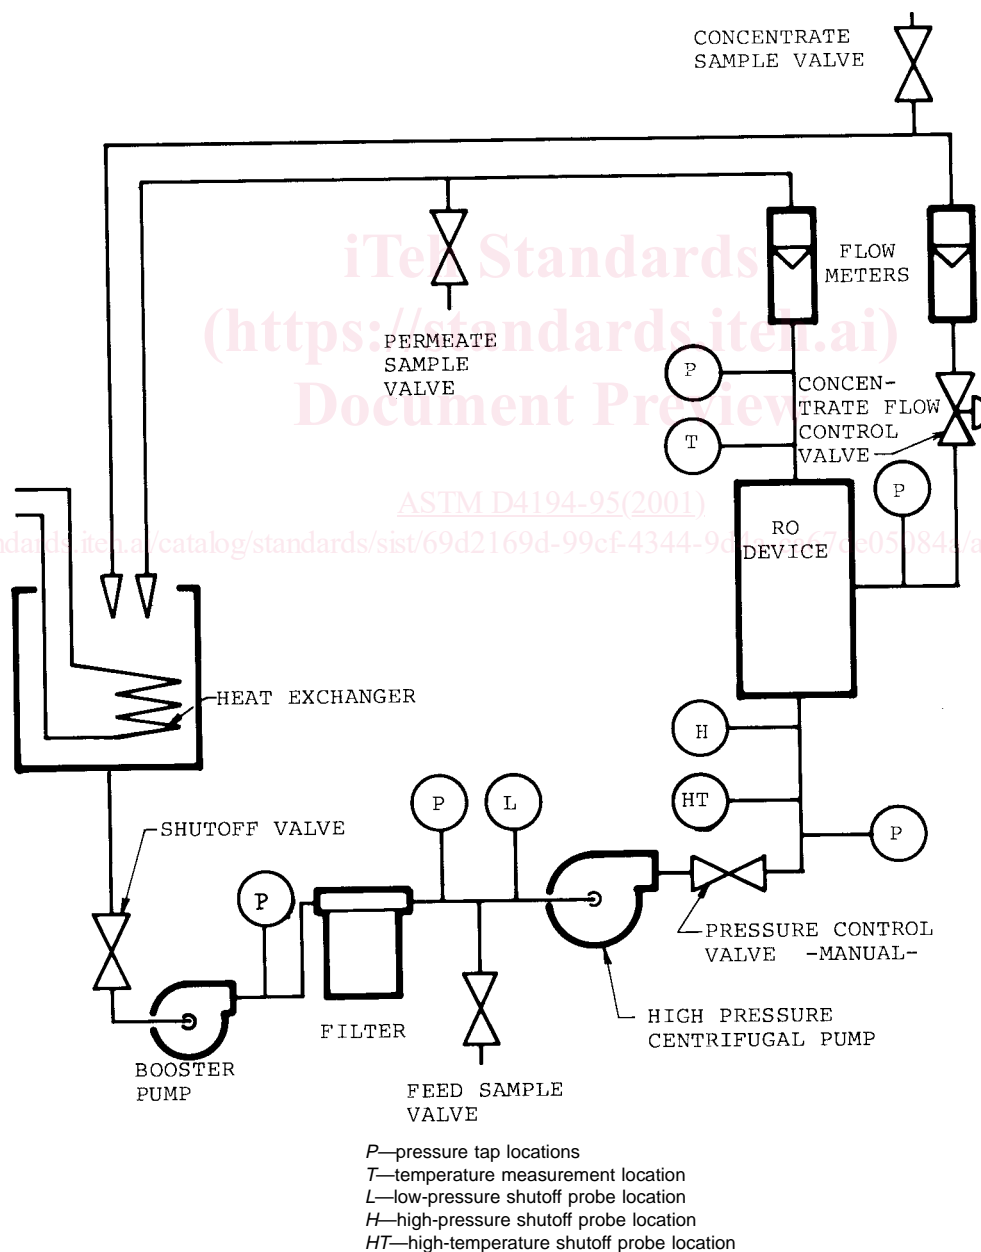 CONCENTRATE
SAMPLE VALVE
FLOW
METERS
iTeh Standards
(https://standards.iteh.ai)
Document Preview
PERMEATE
SAMPLE
VALVE
P
CONCEN-
TRATE FLOW
CONTROL
VALVE
T
P
ASTM D4194-95(2001)
RO
DEVICE
HEAT EXCHANGER
H
HT
P
L
P
SHUTOFF VALVE
P
PRESSURE CONTROL
VALVE -MANUAL-
HIGH PRESSURE
CENTRIFUGAL PUMP
FILTER
BOOSTER
PUMP
FEED SAMPLE
VALVE
P—pressure tap locations
T—temperature measurement location
L—low-pressure shutoff probe location
H—high-pressure shutoff probe location
HT—high-temperature shutoff probe location